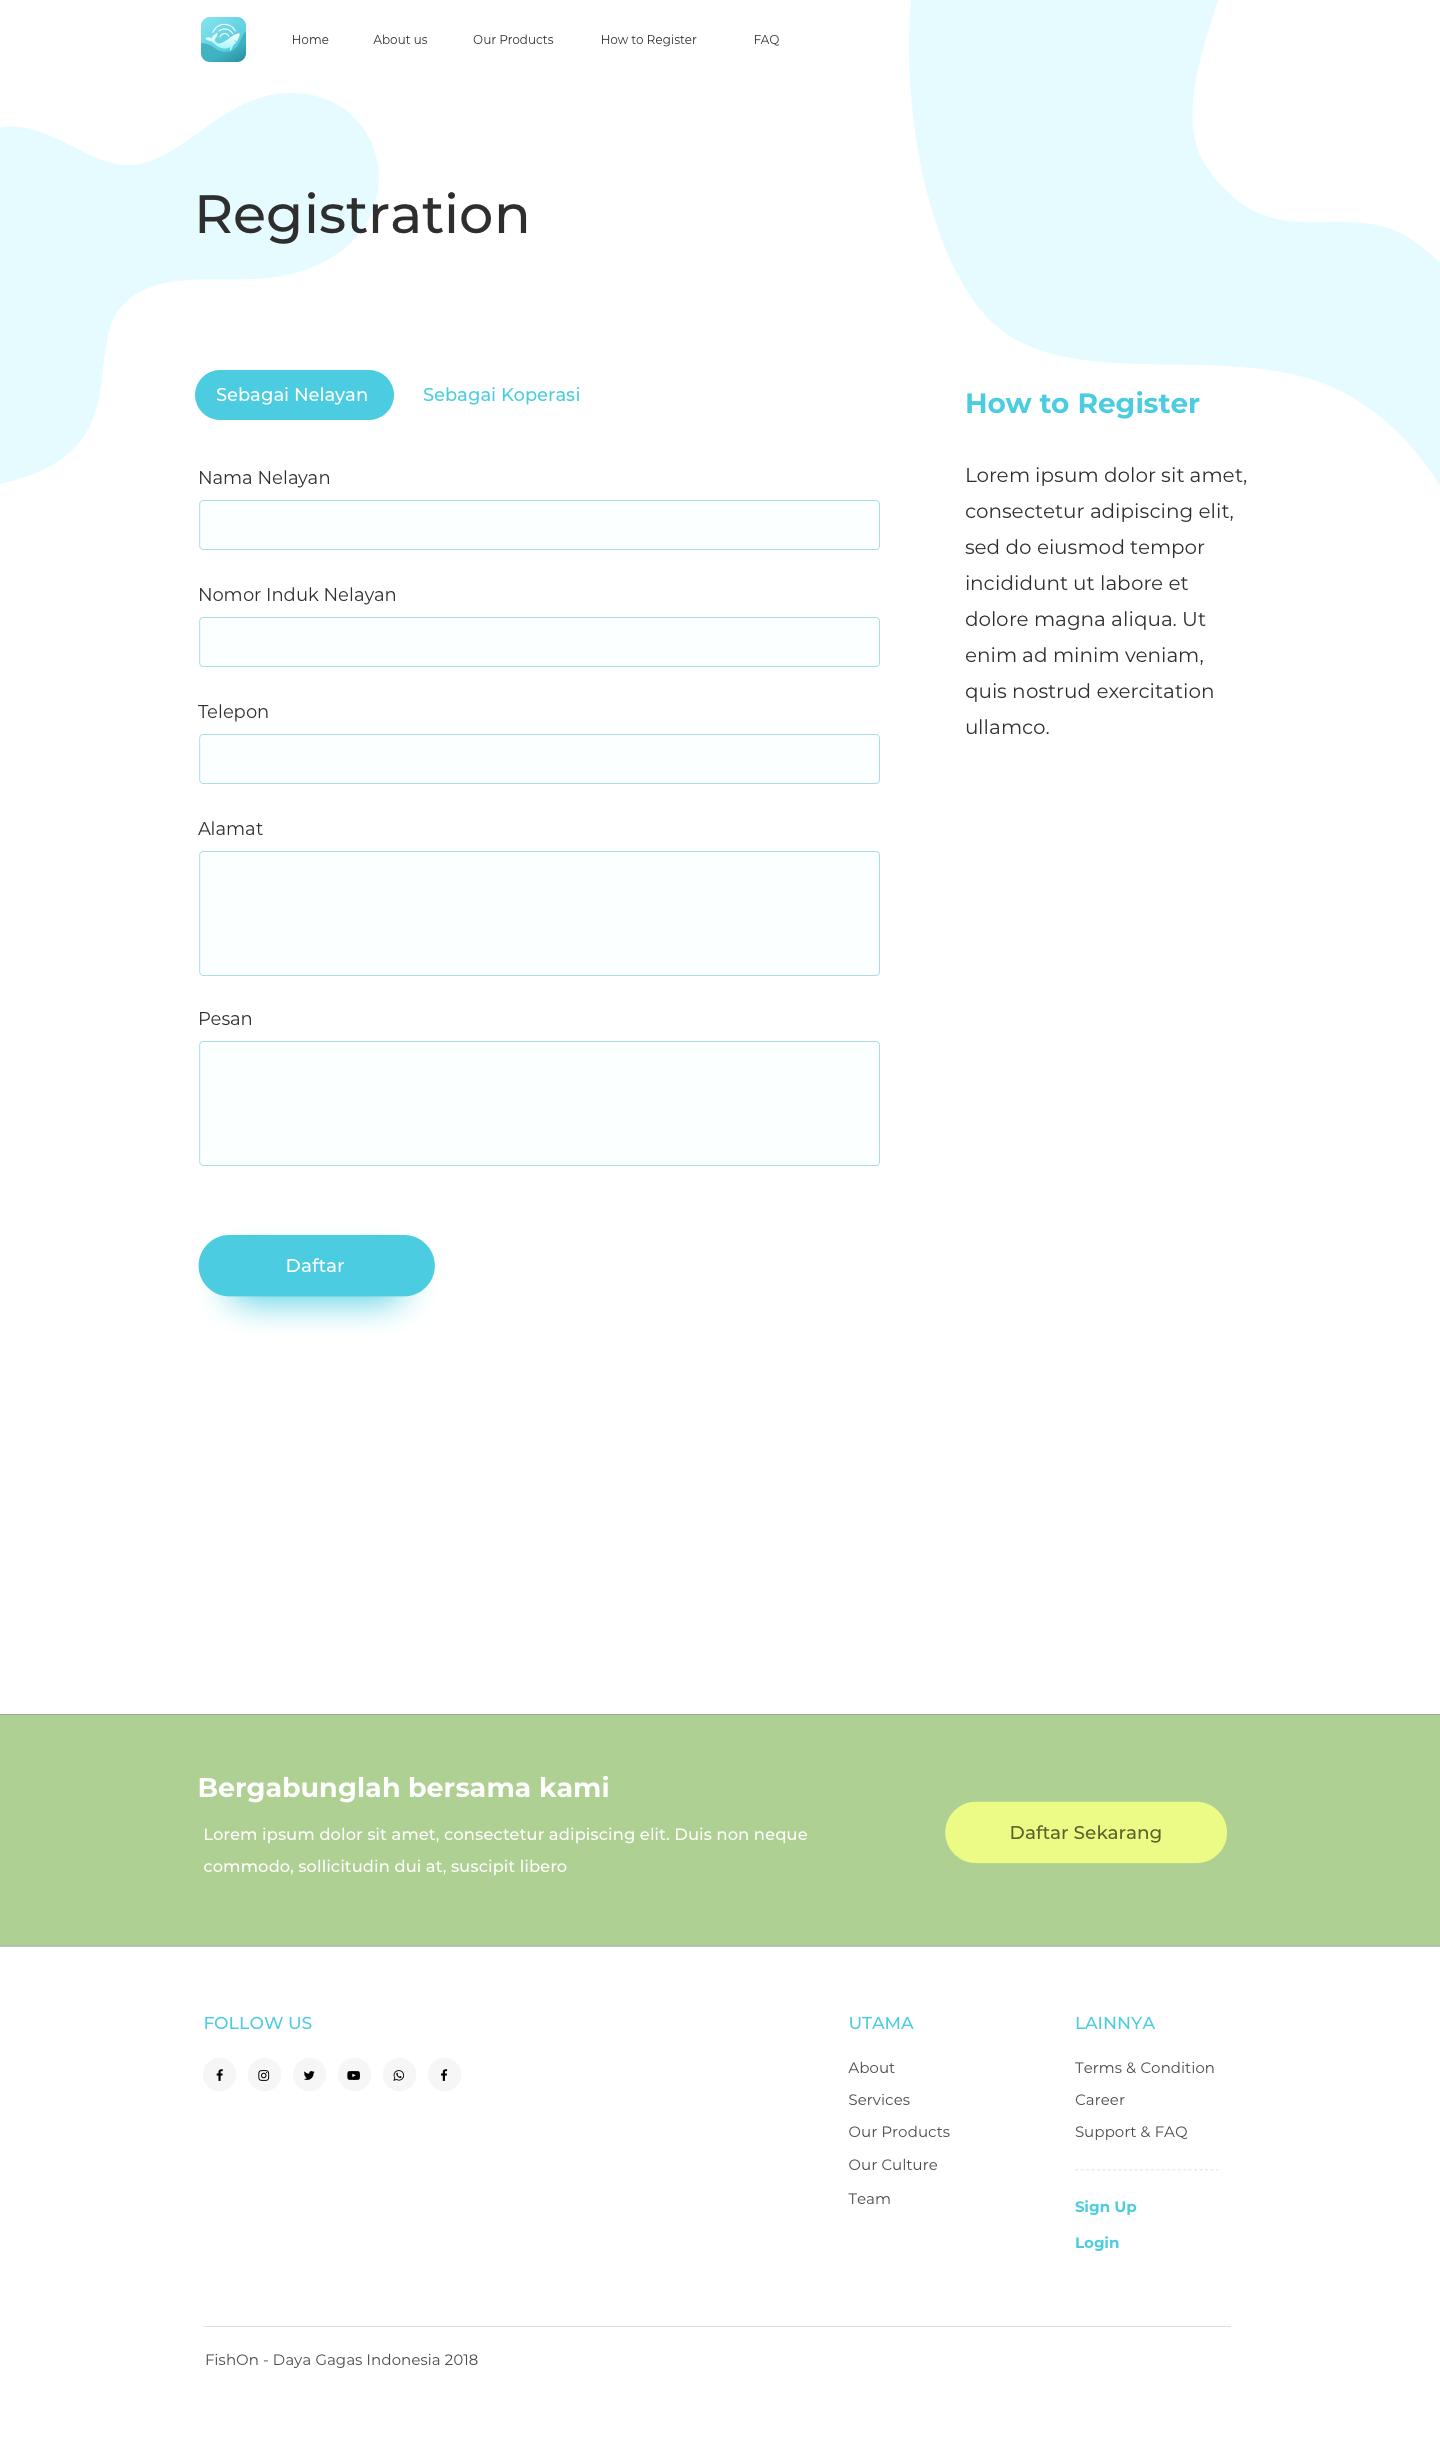 Home
About us
Our Products
How to Register
FAQ
Registration
Sebagai Nelayan
Sebagai Koperasi
Nama Nelayan
Nomor Induk Nelayan
Telepon
Alamat
Pesan
Daftar
How to Register
Lorem ipsum dolor sit amet,
consectetur adipiscing elit,
sed do eiusmod tempor
incididunt ut labore et
dolore magna aliqua. Ut
enim ad minim veniam,
quis nostrud exercitation
ullamco.
Bergabunglah bersama kami
Lorem ipsum dolor sit amet, consectetur adipiscing elit. Duis non neque
commodo, sollicitudin dui at, suscipit libero
Daftar Sekarang
FOLLOW US
UTAMA
About
Services
Our Products
Our Culture
Team
LAINNYA
Terms & Condition
Career
Support & FAQ
Sign Up
Login
FishOn - Daya Gagas Indonesia 2018